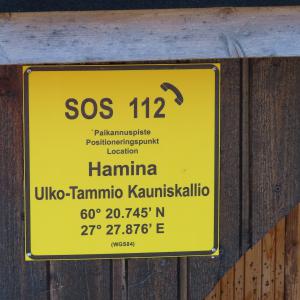 SOS 112
Paikannuspiste
Positioneringspunkt
Location
Hamina
Ulko-Tammio Kauniskallio
60° 20.745' N
27° 27.876' E
(WGS84)